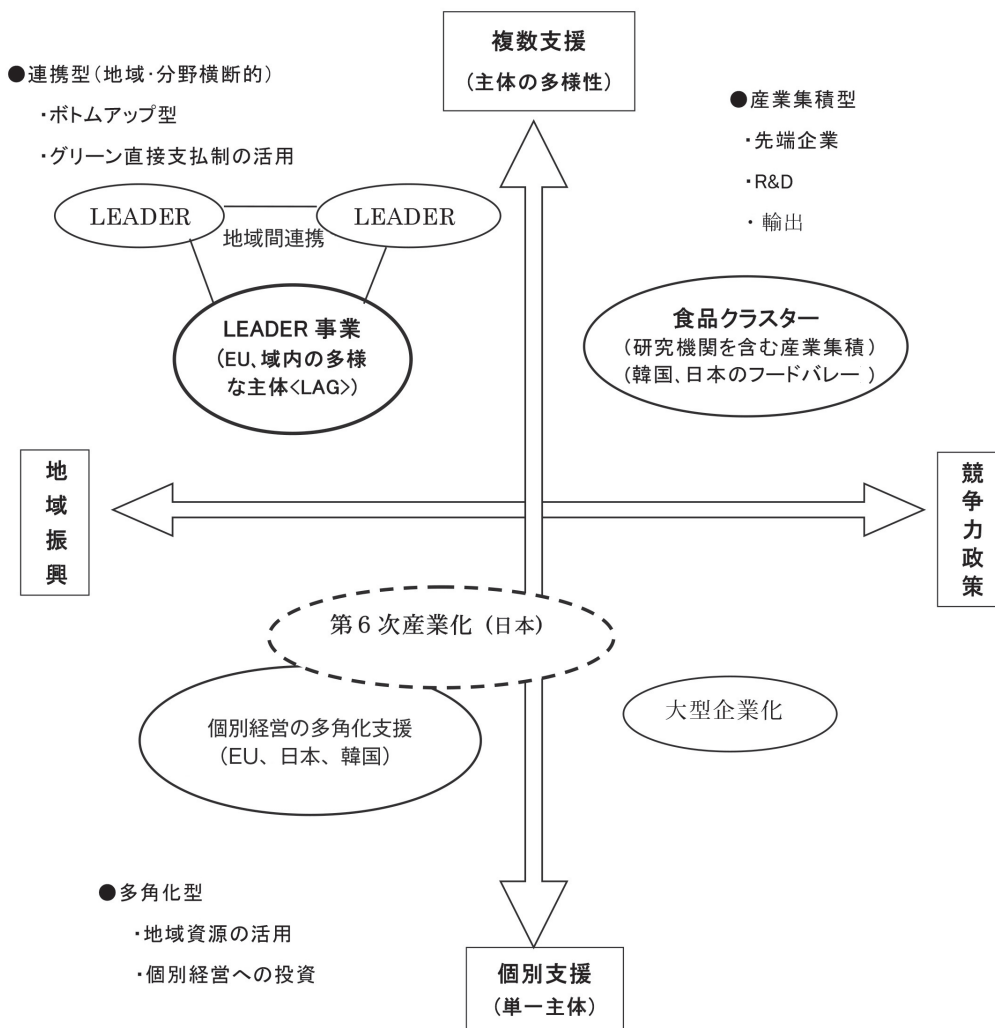 複数支援
(主体の多様性)
●連携型(地域・分野横断的)
・ボトムアップ型
・グリーン直接支払制の活用
●産業集積型
・先端企業
・R&D
・輸出
LEADER
LEADER
地域間連携
LEADER 事業
(EU、域内の多様
な主体<LAG>)
食品クラスター
(研究機関を含む産業集積)
(韓国、日本のフードバレー )
地域振興
競争力政策
第6次産業化 (日本)
個別経営の多角化支援
(EU、日本、韓国)
大型企業化
●多角化型
・地域資源の活用
・個別経営への投資
個別支援
(単一主体)